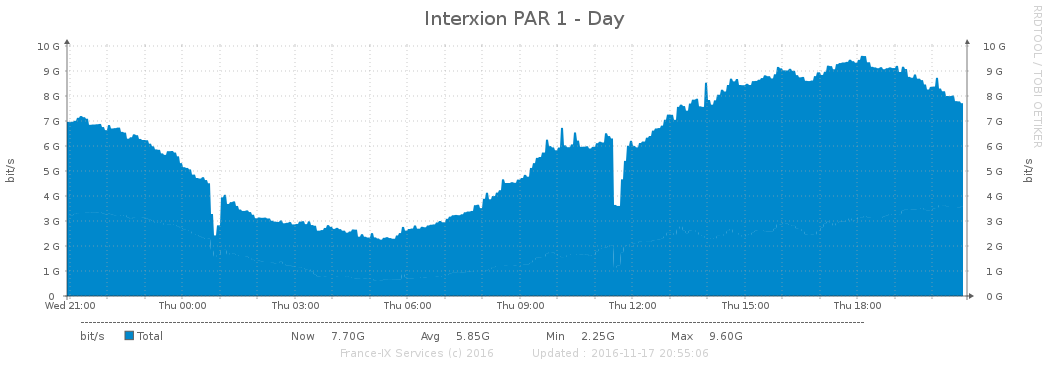 Interxion PAR 1 - Day
RRDTOOL / TOBI OETIKER
bit/s
10 G
9 G
8 G
7 G
6 G
5 G
4 G
3 G
2 G
1 G
0
10 G
9 G
8 G
7 G
6 G
5 G
4 G
3 G
2 G
1 G
0 G
bit/s
Wed 21:00 Thu 00:00 Thu 03:00 Thu 06:00 Thu 09:00 Thu 12:00 Thu 15:00 Thu 18:00
bit/s Total Now 7.70G Avg 5.85G Min 2.25G Max 9.60G
France-IX Services (c) 2016 Updated : 2016-11-17 20:55:06